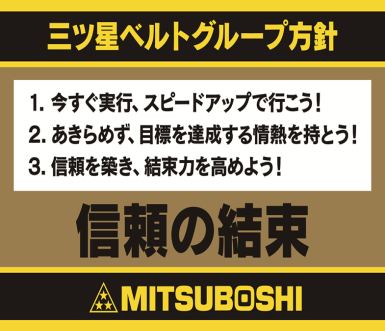 三ツ星ベルトグループ方針
1. 今すぐ実行、スピードアップで行こう!
2. あきらめず、目標を達成する情熱を持とう!
3. 信頼を築き、結束力を高めよう!
信頼の結束
MITSUBOSHI